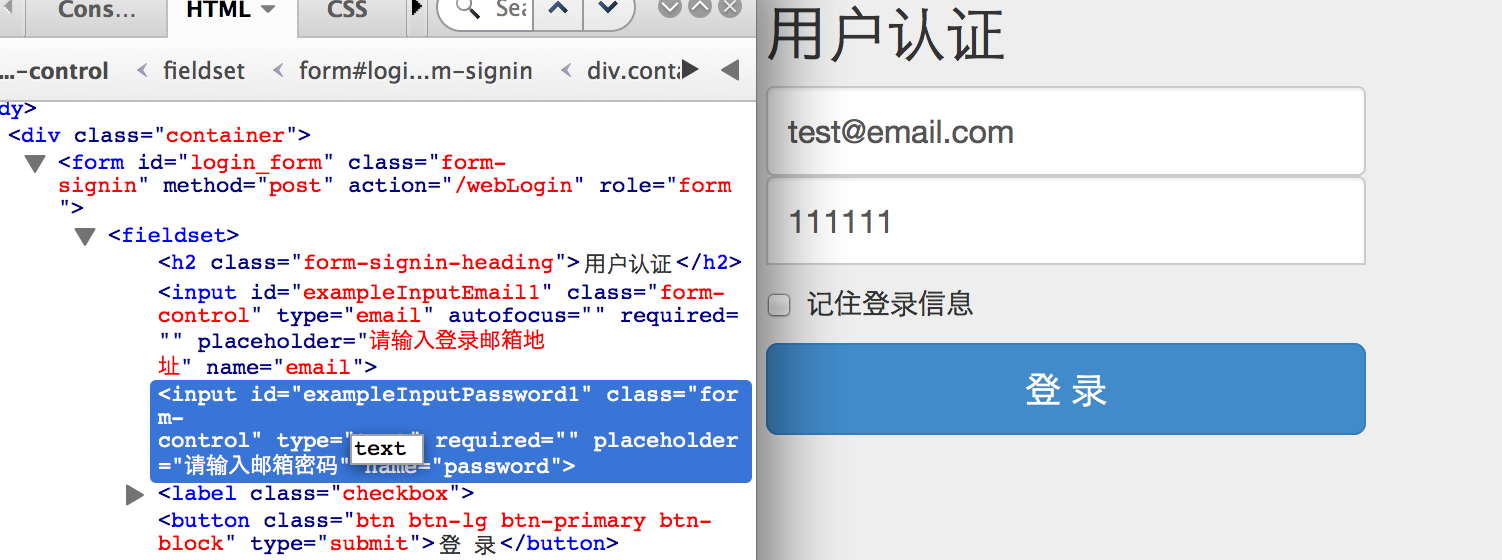 Cons...
HTML
CSS
...-control
fieldset
form#logi...m-signin
div.conta
dy>
<div class="container">
<form id="login_form" class="form-
signin" method="post" action="/webLogin" role="form
">
<fieldset>
<h2 class="form-signin-heading">用户认证</h2>
<input id="exampleInputEmail1" class="form-
control" type="email" autofocus="" required=
"" placeholder="请输入登录邮箱地
址" name="email">
<input id="exampleInputPassword1" class="for
m-
control" type="text" required="" placeholder
="请输入邮箱密码" name="password">
text
<label class="checkbox">
<button class="btn btn-lg btn-primary btn-
block" type="submit">登 录</button>
用户认证
test@email.com
111111
记住登录信息
登 录